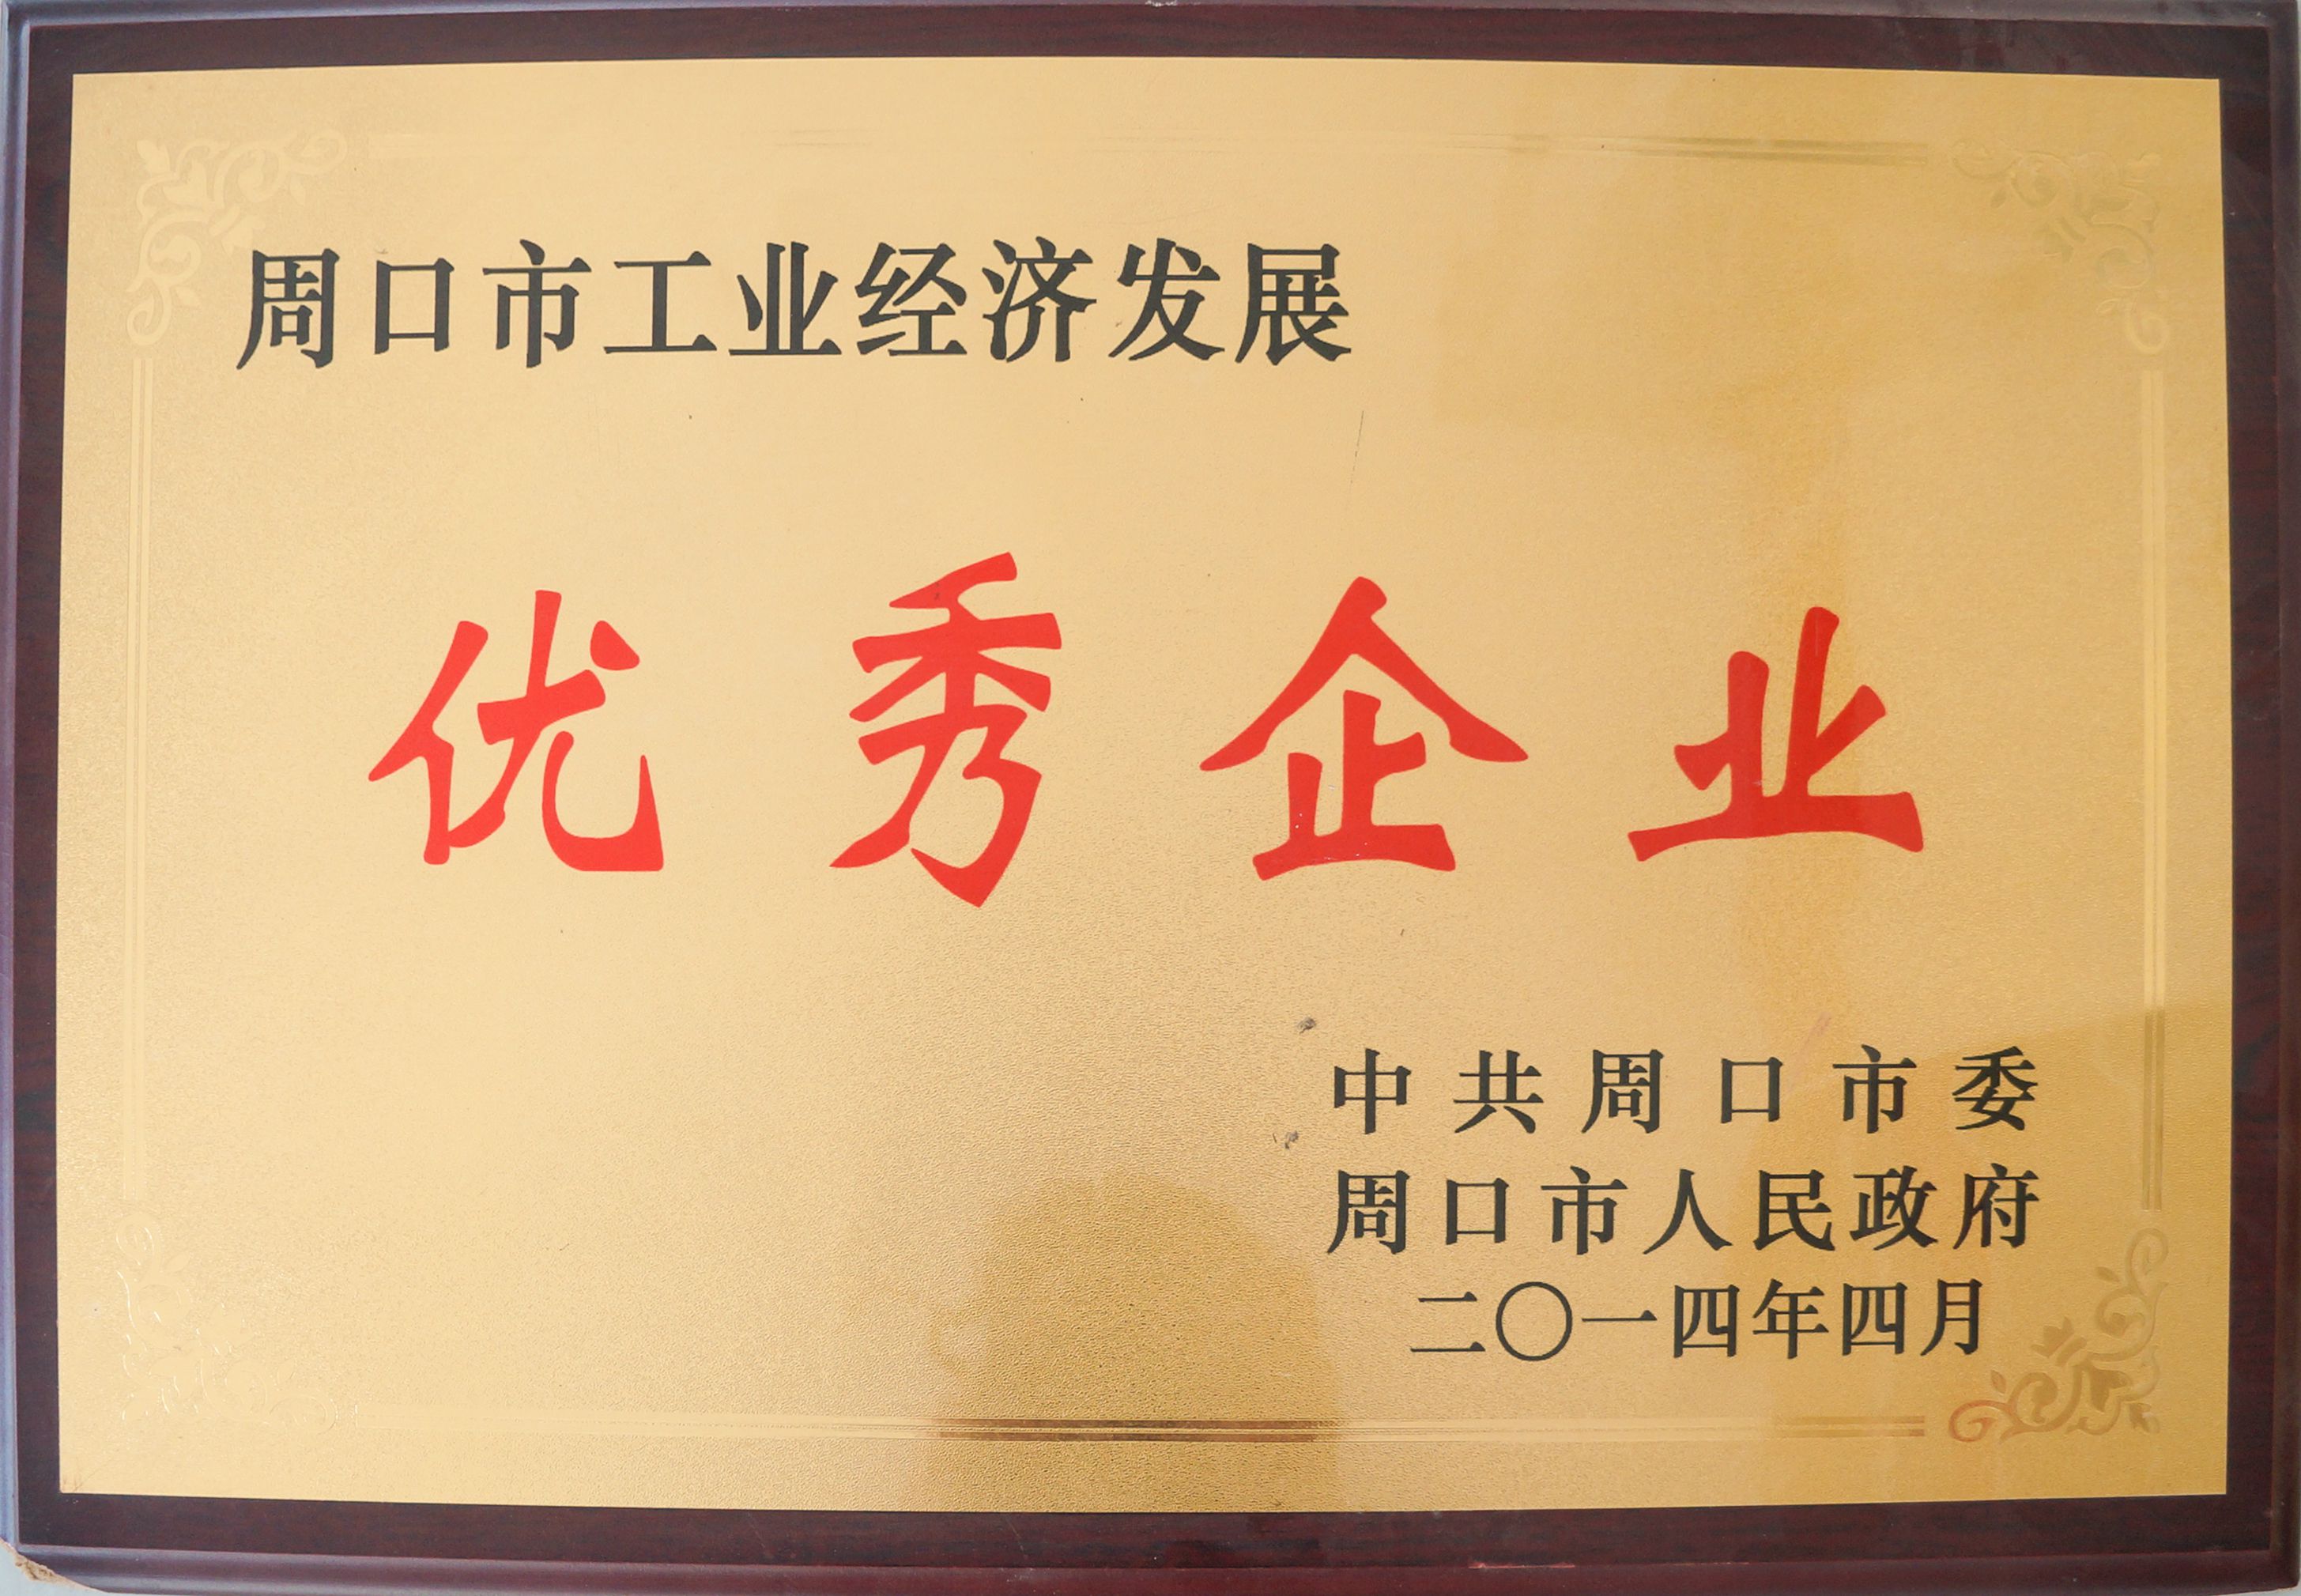 周口市工业经济发展
优秀企业
中共周口市委
周口市人民政府
二〇一四年四月